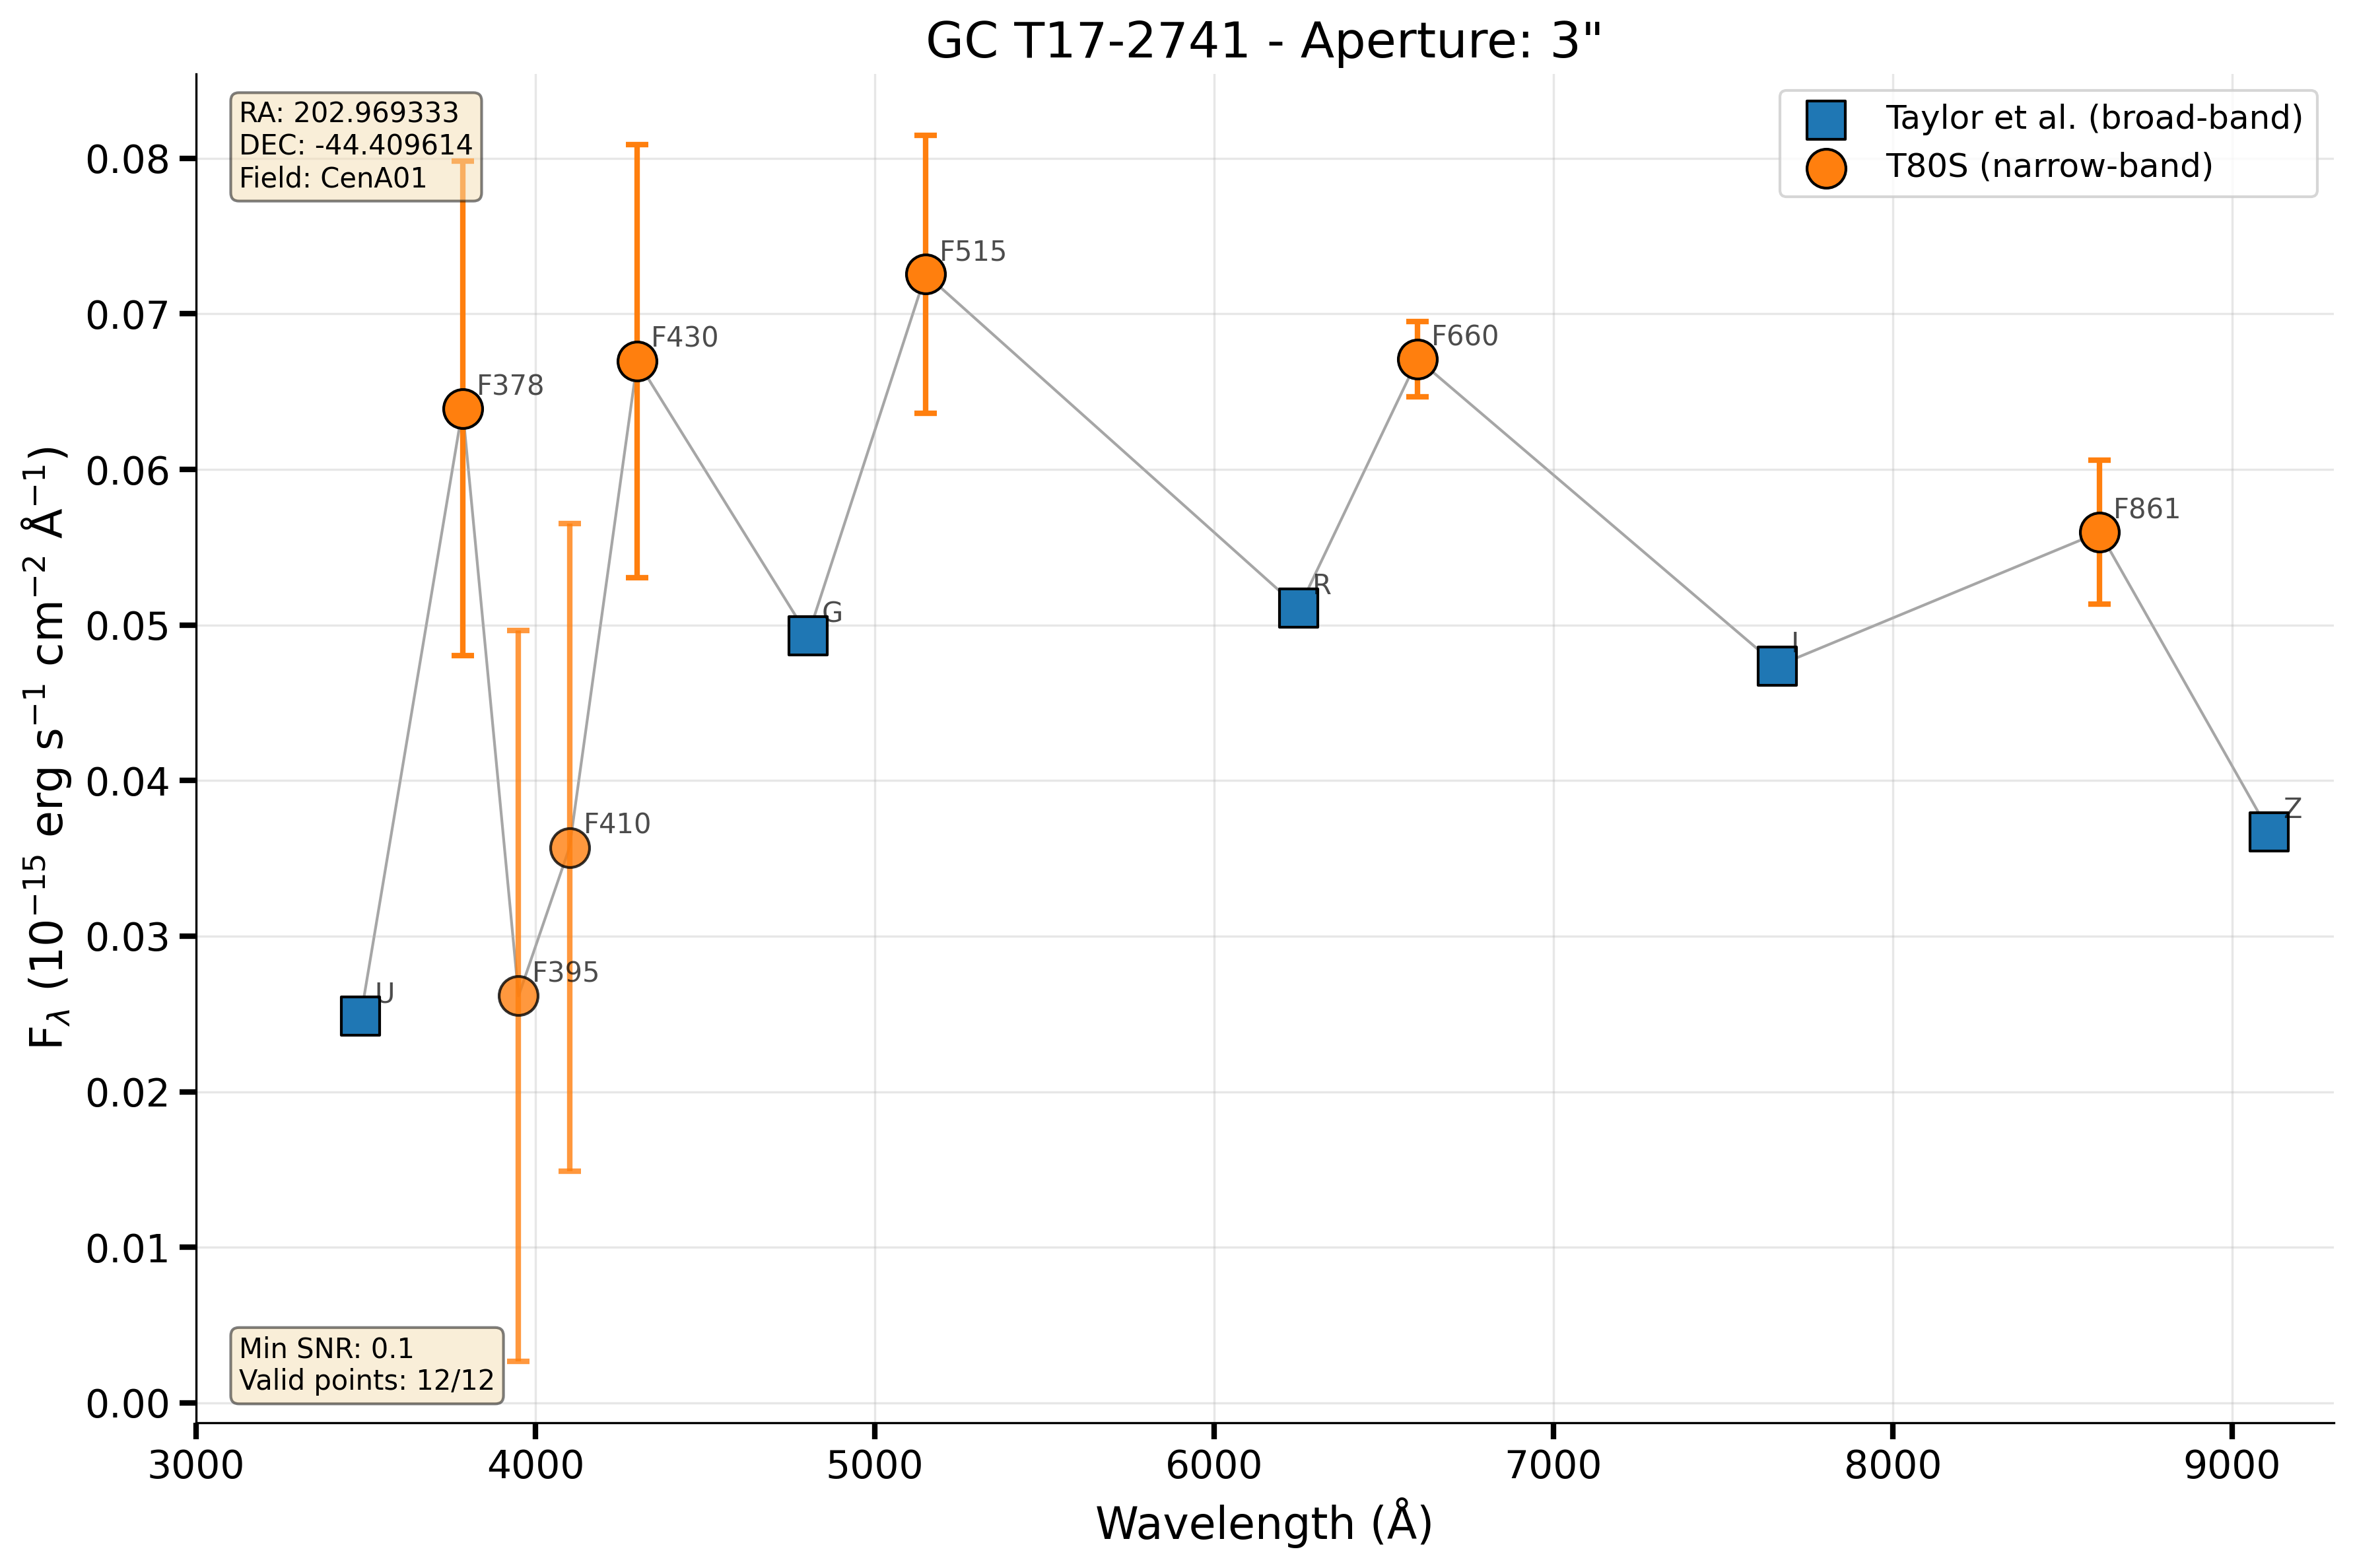 GC T17-2741 - Aperture: 3"
RA: 202.969333
DEC: -44.409614
Field: CenA01
Taylor et al. (broad-band)
T80S (narrow-band)
F378
F430
F515
F660
F861
F395
F410
U
G
R
I
Z
Min SNR: 0.1
Valid points: 12/12
0.08
0.07
0.06
0.05
0.04
0.03
0.02
0.01
0.00
3000 4000 5000 6000 7000 8000 9000
Wavelength (Å)
F_λ (10⁻¹⁵ erg s⁻¹ cm⁻² Å⁻¹)